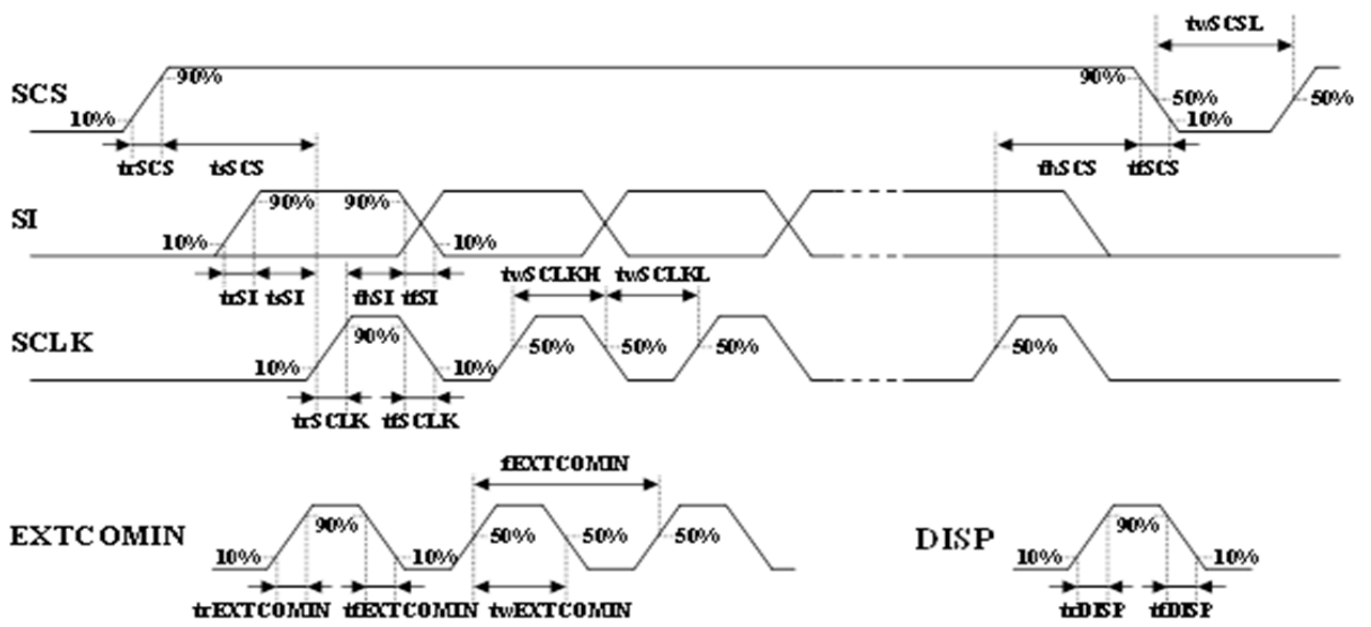 twSCSL
SCS 10% 90% 90% 50% 10% 50%
trSCS tsSCS thSCS tfSCS
SI 10% 90% 90% 10%
trSI tsSI thSI tfSI twSCLKH twSCLKL
SCLK 10% 90% 10% 50% 50% 50% 50%
trSCLK tfSCLK
fEXTCOMIN
EXTCOMIN 10% 90% 10% 50% 50% 50%
trEXTCOMIN tfEXTCOMIN twEXTCOMIN
DISP 10% 90% 10%
trDISP tfDISP